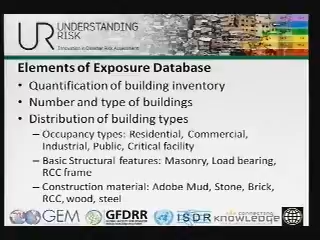 UR UNDERSTANDING
RISK
Innovation in Disaster Risk Assessment
Elements of Exposure Database
• Quantification of building inventory
• Number and type of buildings
• Distribution of building types
– Occupancy types: Residential, Commercial,
Industrial, Public, Critical facility
– Basic Structural features: Masonry, Load bearing,
RCC frame
– Construction material: Adobe Mud, Stone, Brick,
RCC, wood, steel
GEM GFDRR ISDR knowledge